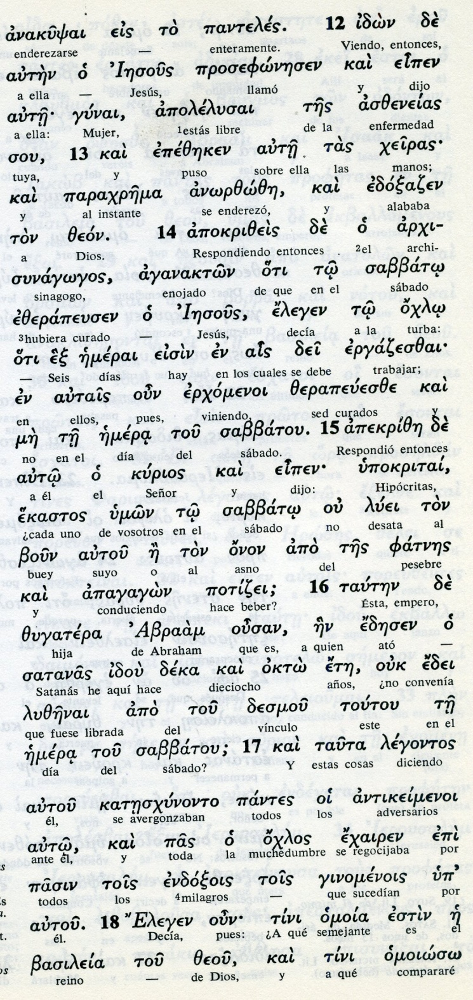 ἀνακῦψαι εἰς τὸ παντελές. 12 ἰδὼν δὲ
enderezarse — enteramente. Viendo, entonces,
αὐτὴν ὁ Ἰησοῦς προσεφώνησεν καὶ εἶπεν
a ella — Jesús, llamó y dijo
αὐτῇ· γύναι, ἀπολέλυσαι τῆς ἀσθενείας
a ella: Mujer, 1estás libre de la enfermedad
σου, 13 καὶ ἐπέθηκεν αὐτῇ τὰς χεῖρας·
tuya, y puso sobre ella las manos;
καὶ παραχρῆμα ἀνωρθώθη, καὶ ἐδόξαζεν
y al instante se enderezó, y alababa
τὸν θεόν. 14 ἀποκριθεὶς δὲ ὁ ἀρχι-
a Dios. Respondiendo entonces 2el archi-
συνάγωγος, ἀγανακτῶν ὅτι τῷ σαββάτῳ
sinagogo, enojado de que en el sábado
ἐθεράπευσεν ὁ Ἰησοῦς, ἔλεγεν τῷ ὄχλῳ
3hubiera curado — Jesús, decía a la turba:
ὅτι ἓξ ἡμέραι εἰσὶν ἐν αἷς δεῖ ἐργάζεσθαι·
— Seis días hay en los cuales se debe trabajar;
ἐν αὐταῖς οὖν ἐρχόμενοι θεραπεύεσθε καὶ
en ellos, pues, viniendo, sed curados y
μὴ τῇ ἡμέρᾳ τοῦ σαββάτου. 15 ἀπεκρίθη δὲ
no en el día del sábado. Respondió entonces
αὐτῷ ὁ κύριος καὶ εἶπεν· ὑποκριταί,
a él el Señor y dijo: Hipócritas,
ἕκαστος ὑμῶν τῷ σαββάτῳ οὐ λύει τὸν
¿cada uno de vosotros en el sábado no desata al
βοῦν αὐτοῦ ἢ τὸν ὄνον ἀπὸ τῆς φάτνης
buey suyo o al asno del pesebre
καὶ ἀπαγαγὼν ποτίζει; 16 ταύτην δὲ
y conduciendo hace beber? Ésta, empero,
θυγατέρα Ἀβραὰμ οὖσαν, ἣν ἔδησεν ὁ
hija de Abraham que es, a quien ató —
σατανᾶς ἰδοὺ δέκα καὶ ὀκτὼ ἔτη, οὐκ ἔδει
Satanás he aquí hace dieciocho años, ¿no convenía
λυθῆναι ἀπὸ τοῦ δεσμοῦ τούτου τῇ
que fuese librada del vínculo este en el
ἡμέρᾳ τοῦ σαββάτου; 17 καὶ ταῦτα λέγοντος
día del sábado? Y estas cosas diciendo
αὐτοῦ κατῃσχύνοντο πάντες οἱ ἀντικείμενοι
él, se avergonzaban todos los adversarios
αὐτῷ, καὶ πᾶς ὁ ὄχλος ἔχαιρεν ἐπὶ
ante él, y toda la muchedumbre se regocijaba por
πᾶσιν τοῖς ἐνδόξοις τοῖς γινομένοις ὑπ'
todos los 4milagros — que sucedían por
αὐτοῦ. 18 Ἔλεγεν οὖν· τίνι ὁμοία ἐστὶν ἡ
él. Decía, pues: ¿A qué semejante es el
βασιλεία τοῦ θεοῦ, καὶ τίνι ὁμοιώσω
reino — de Dios, y a qué compararé